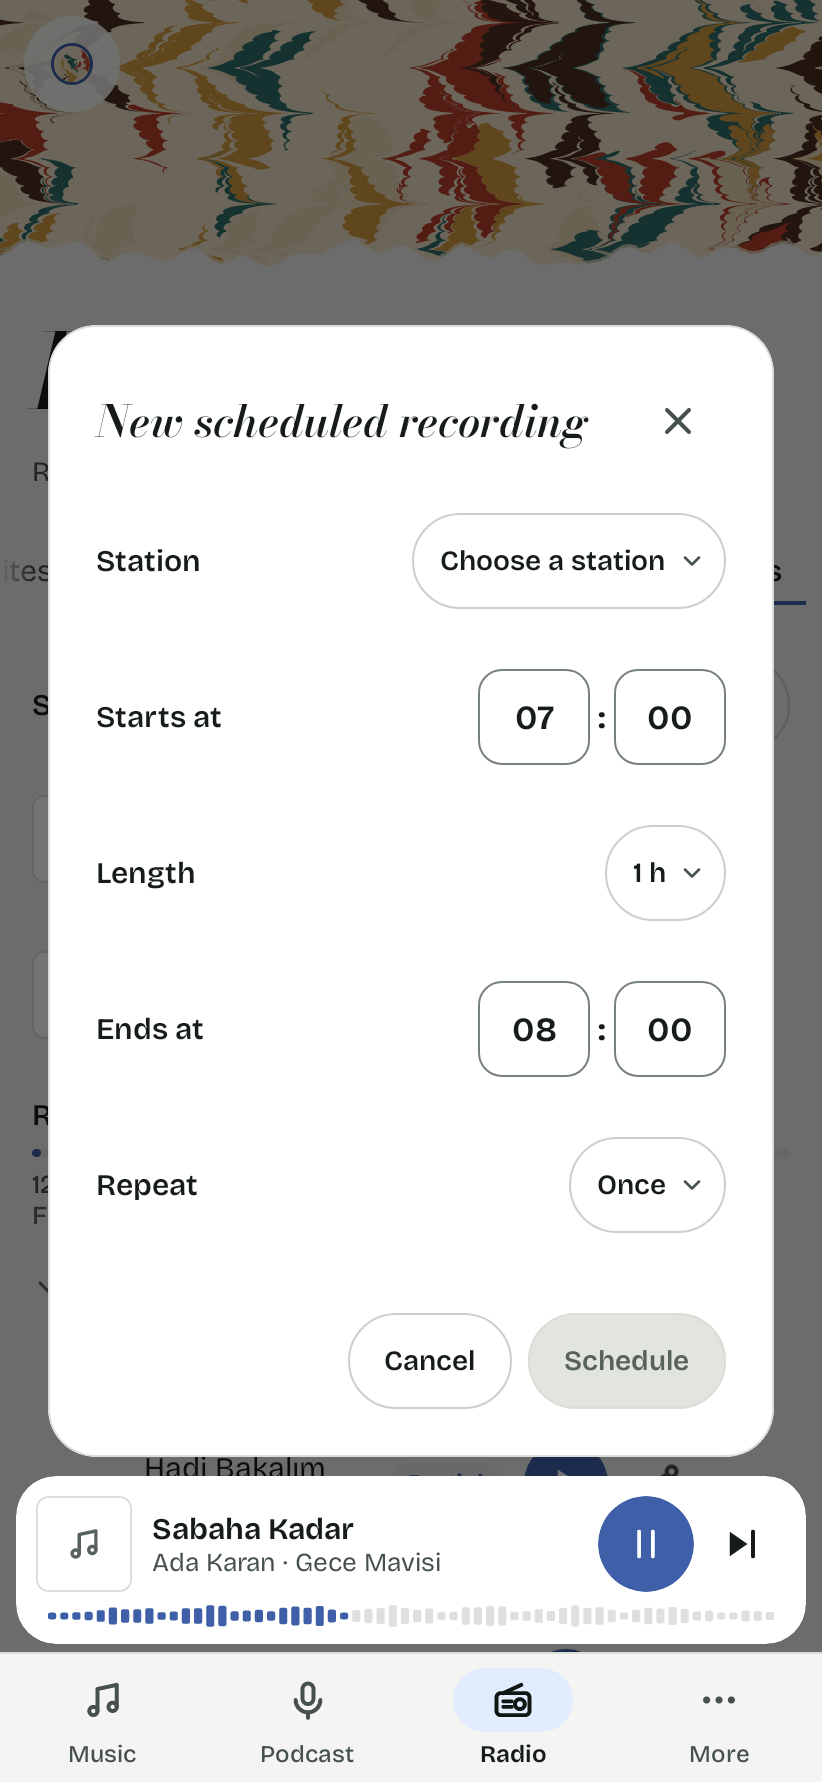 New scheduled recording
Station
Choose a station
Starts at
07 : 00
Length
1 h
Ends at
08 : 00
Repeat
Once
Cancel
Schedule
Hadi Bakalım
Sabaha Kadar
Ada Karan · Gece Mavisi
Music
Podcast
Radio
More